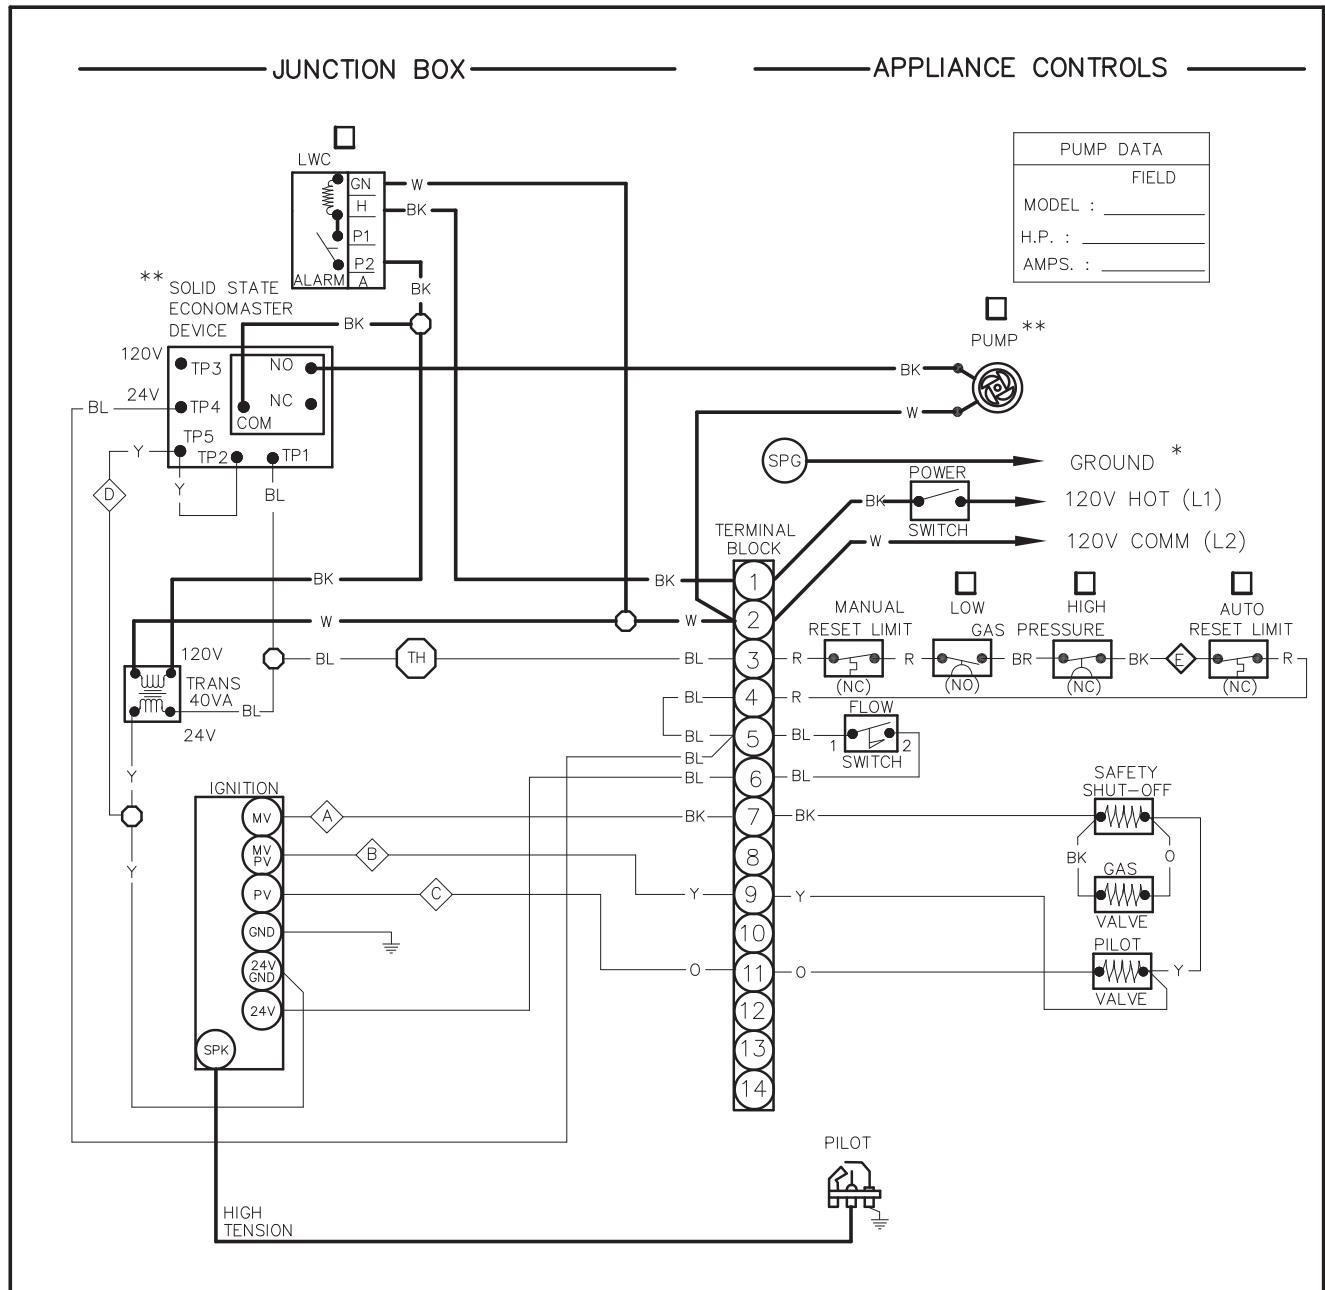 JUNCTION BOX
APPLIANCE CONTROLS
LWC
GN
W
H
BK
P1
P2
ALARM
A
BK
PUMP DATA
FIELD
MODEL :
H.P. :
AMPS. :
**
SOLID STATE
ECONOMASTER
DEVICE
BK
120V
TP3
NO
24V
BL
TP4
NC
COM
TP5
Y
TP2
TP1
D
Y
BL
PUMP **
BK
W
SPG
GROUND *
POWER
BK
120V HOT (L1)
SWITCH
W
120V COMM (L2)
TERMINAL
BLOCK
BK
BK
1
W
W
2
BL
TH
BL
3
120V
TRANS
40VA
BL
24V
Y
MANUAL
RESET LIMIT
LOW
GAS PRESSURE
HIGH
AUTO
RESET LIMIT
R
R
BR
BK
E
R
(NC)
(NO)
(NC)
(NC)
BL
4
R
FLOW
BL
5
BL
1
2
SWITCH
BL
BL
6
BL
IGNITION
MV
A
BK
7
BK
MV
PV
B
8
PV
C
Y
9
Y
GND
10
24V
GND
O
11
O
24V
12
SPK
13
14
Y
SAFETY
SHUT-OFF
BK
O
GAS
VALVE
PILOT
Y
VALVE
PILOT
HIGH
TENSION